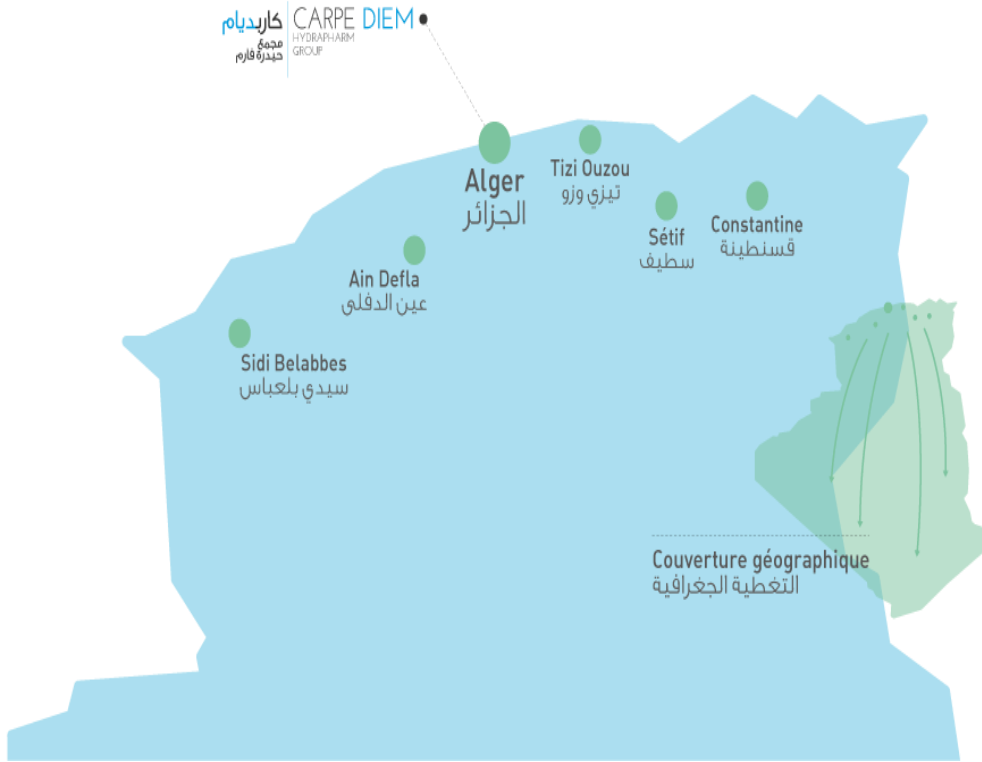 كاربديام
مجمع
حيدرة فارم
CARPE DIEM
HYDRAPHARM
GROUP
Alger
الجزائر
Tizi Ouzou
تيزي وزو
Sétif
سطيف
Constantine
قسنطينة
Ain Defla
عين الدفلى
Sidi Belabbes
سيدي بلعباس
Couverture géographique
التغطية الجغرافية